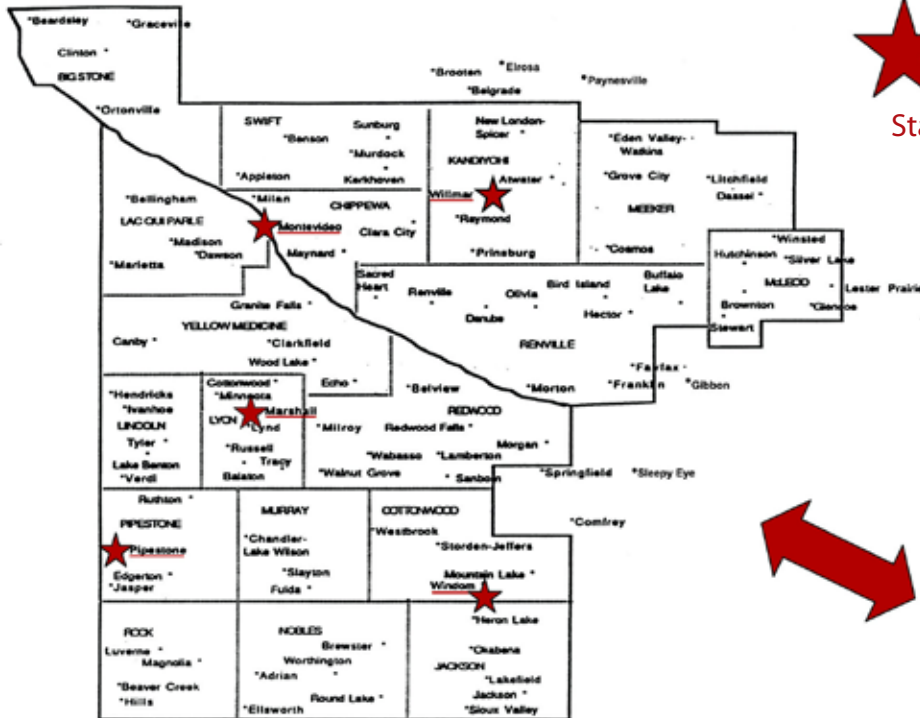 *Beardsley
*Graceville
Clinton *
BIG STONE
*Ortonville
*Brooten
*Elrosa
*Belgrade
*Paynesville
Sta
SWIFT
Sunburg
*Benson
*Murdock
*Appleton
Kerkhoven
New London-
Spicer *
KANDIYOHI
Atwater *
Willmar
*Raymond
*Prinsburg
*Eden Valley-
Watkins
*Grove City
*Litchfield
Dassel *
MEEKER
*Cosmos
*Bellingham
LAC QUI PARLE
*Madison
*Dawson
*Marietta
*Milan
CHIPPEWA
Montevideo
Clara City
Maynard *
*Winsted
Hutchinson
*Silver Lake
McLEOD
Lester Prairie
Brownton
*Glencoe
Stewart
Sacred
Heart
Renville
Olivia
Bird Island
Buffalo
Lake
Danube
Hector *
RENVILLE
Granite Falls *
YELLOW MEDICINE
Canby *
*Clarkfield
Wood Lake *
Echo *
*Belview
*Morton
*Fairfax
*Franklin
*Gibbon
*Hendricks
*Ivanhoe
LINCOLN
Tyler *
Lake Benton
*Verdi
Cottonwood *
*Minneota
Marshall
LYON
*Lynd
*Russell
Tracy
Balaton
REDWOOD
*Milroy
Redwood Falls *
Morgan *
*Wabasso
*Lamberton
*Walnut Grove
*Sanborn
*Springfield
*Sleepy Eye
*Comfrey
Ruthton *
PIPESTONE
Pipestone
Edgerton *
*Jasper
MURRAY
*Chandler-
Lake Wilson
*Slayton
Fulda *
COTTONWOOD
*Westbrook
*Storden-Jeffers
Mountain Lake *
Windom
*Heron Lake
ROCK
Luverne *
Magnolia *
*Beaver Creek
*Hills
NOBLES
Brewster *
Worthington
*Adrian
Round Lake *
*Ellsworth
*Okabena
JACKSON
*Lakefield
Jackson *
*Sioux Valley